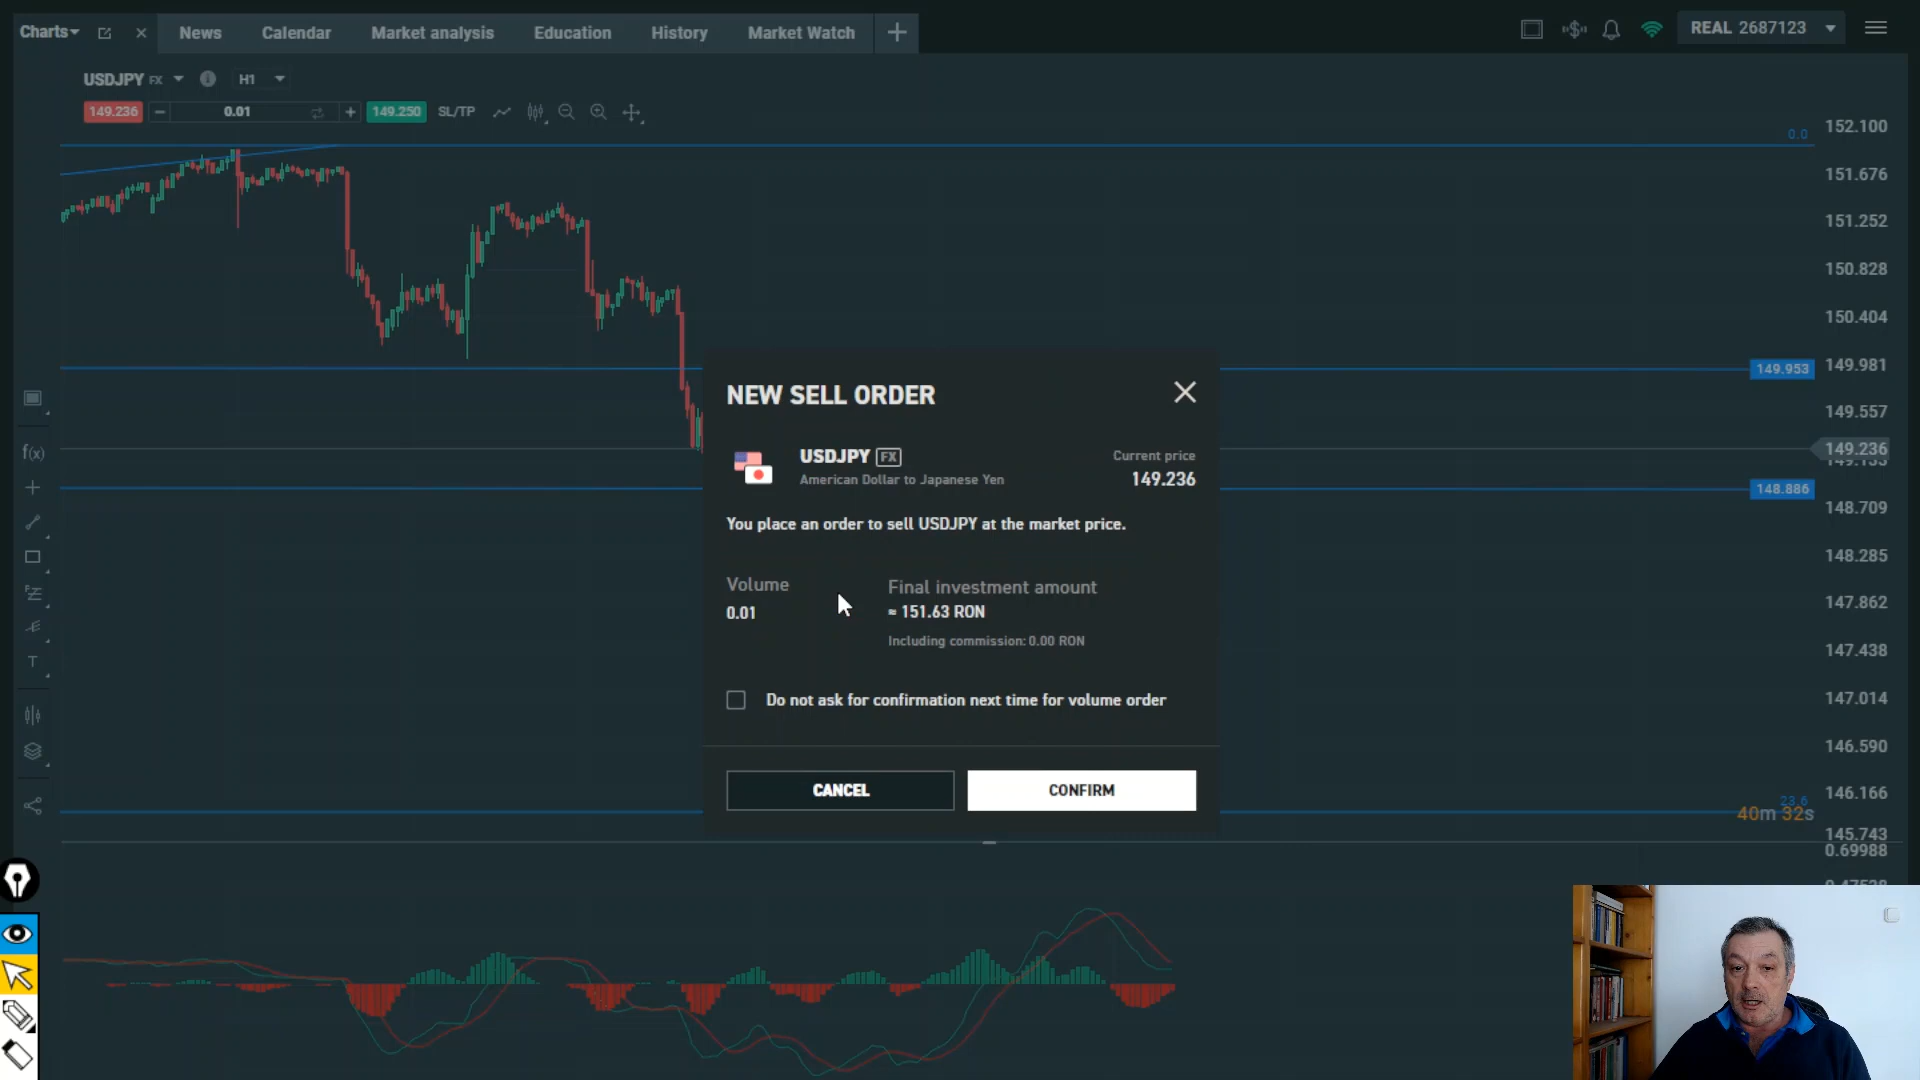 Charts
News
Calendar
Market analysis
Education
History
Market Watch
REAL 2687123
USDJPY FX
H1
149.236
0.01
149.250
SL/TP
0.0
152.100
151.676
151.252
150.828
150.404
149.981
149.953
149.557
149.236
148.886
148.709
148.285
147.862
147.438
147.014
146.590
146.166
23.6
40m 32s
145.743
0.69988
f(x)
T
NEW SELL ORDER
USDJPY FX
American Dollar to Japanese Yen
Current price
149.236
You place an order to sell USDJPY at the market price.
Volume
0.01
Final investment amount
≈ 151.63 RON
Including commission: 0.00 RON
Do not ask for confirmation next time for volume order
CANCEL
CONFIRM